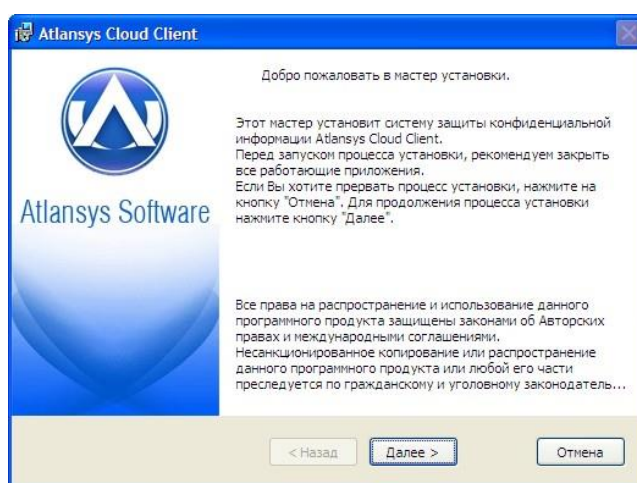 Atlansys Cloud Client
Добро пожаловать в мастер установки.
Этот мастер установит систему защиты конфиденциальной
информации Atlansys Cloud Client.
Перед запуском процесса установки, рекомендуем закрыть
все работающие приложения.
Если Вы хотите прервать процесс установки, нажмите на
кнопку "Отмена". Для продолжения процесса установки
нажмите кнопку "Далее".
Atlansys Software
Все права на распространение и использование данного
программного продукта защищены законами об Авторских
правах и международными соглашениями.
Несанкционированное копирование или распространение
данного программного продукта или любой его части
преследуется по гражданскому и уголовному законодатель...
< Назад
Далее >
Отмена